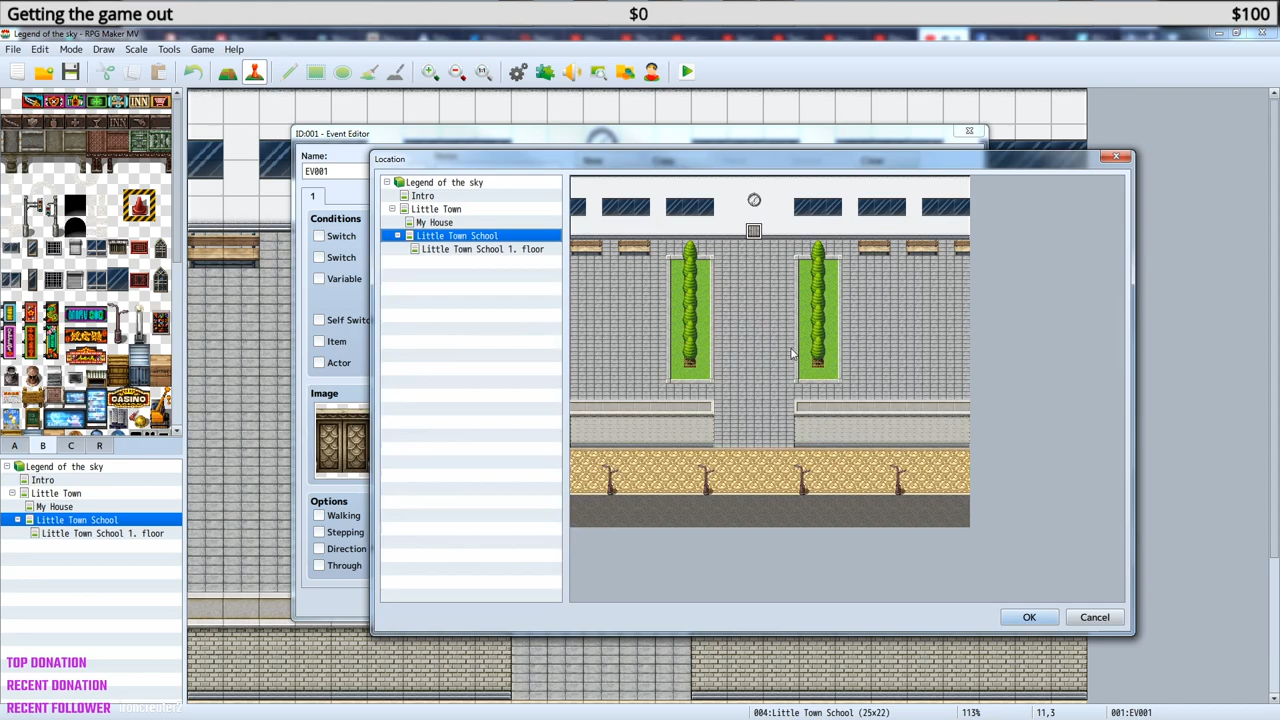 Getting the game out $0 $100
Legend of the sky - RPG Maker MV
File Edit Mode Draw Scale Tools Game Help
ID:001 - Event Editor
Name:
EV001
1
Conditions
Switch
Switch
Variable
Self Switc
Item
Actor
Image
Options
Walking
Stepping
Direction
Through
Location
Legend of the sky
Intro
Little Town
My House
Little Town School
Little Town School 1. floor
OK Cancel
INN
CASINO
A B C R
Legend of the sky
Intro
Little Town
My House
Little Town School
Little Town School 1. floor
TOP DONATION
RECENT DONATION
RECENT FOLLOWER
004:Little Town School (25x22) 113% 11,3 001:EV001